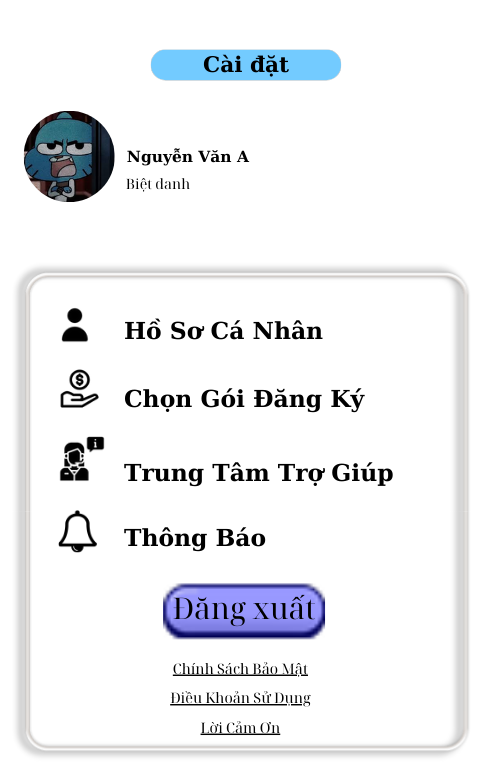 Cài đặt
Nguyễn Văn A
Biệt danh
Hồ Sơ Cá Nhân
Chọn Gói Đăng Ký
Trung Tâm Trợ Giúp
Thông Báo
Đăng xuất
Chính Sách Bảo Mật
Điều Khoản Sử Dụng
Lời Cảm Ơn